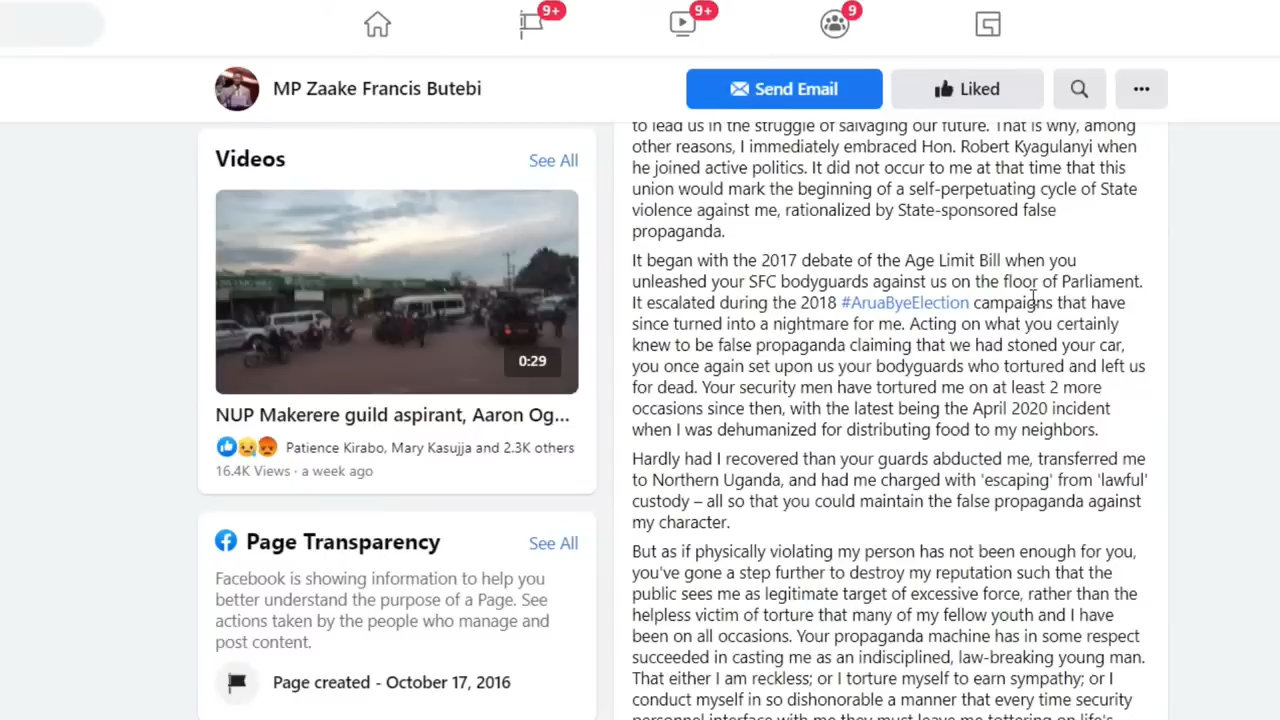 9+
9+
9
MP Zaake Francis Butebi
Send Email
Liked
Videos
See All
0:29
NUP Makerere guild aspirant, Aaron Og...
Patience Kirabo, Mary Kasujja and 2.3K others
16.4K Views · a week ago
Page Transparency
See All
Facebook is showing information to help you
better understand the purpose of a Page. See
actions taken by the people who manage and
post content.
Page created - October 17, 2016
to lead us in the struggle of salvaging our future. That is why, among
other reasons, I immediately embraced Hon. Robert Kyagulanyi when
he joined active politics. It did not occur to me at that time that this
union would mark the beginning of a self-perpetuating cycle of State
violence against me, rationalized by State-sponsored false
propaganda.
It began with the 2017 debate of the Age Limit Bill when you
unleashed your SFC bodyguards against us on the floor of Parliament.
It escalated during the 2018 #AruaByeElection campaigns that have
since turned into a nightmare for me. Acting on what you certainly
knew to be false propaganda claiming that we had stoned your car,
you once again set upon us your bodyguards who tortured and left us
for dead. Your security men have tortured me on at least 2 more
occasions since then, with the latest being the April 2020 incident
when I was dehumanized for distributing food to my neighbors.
Hardly had I recovered than your guards abducted me, transferred me
to Northern Uganda, and had me charged with 'escaping' from 'lawful'
custody – all so that you could maintain the false propaganda against
my character.
But as if physically violating my person has not been enough for you,
you've gone a step further to destroy my reputation such that the
public sees me as legitimate target of excessive force, rather than the
helpless victim of torture that many of my fellow youth and I have
been on all occasions. Your propaganda machine has in some respect
succeeded in casting me as an indisciplined, law-breaking young man.
That either I am reckless; or I torture myself to earn sympathy; or I
conduct myself in so dishonorable a manner that every time security
personnel interface with me they must leave me tottering on life's